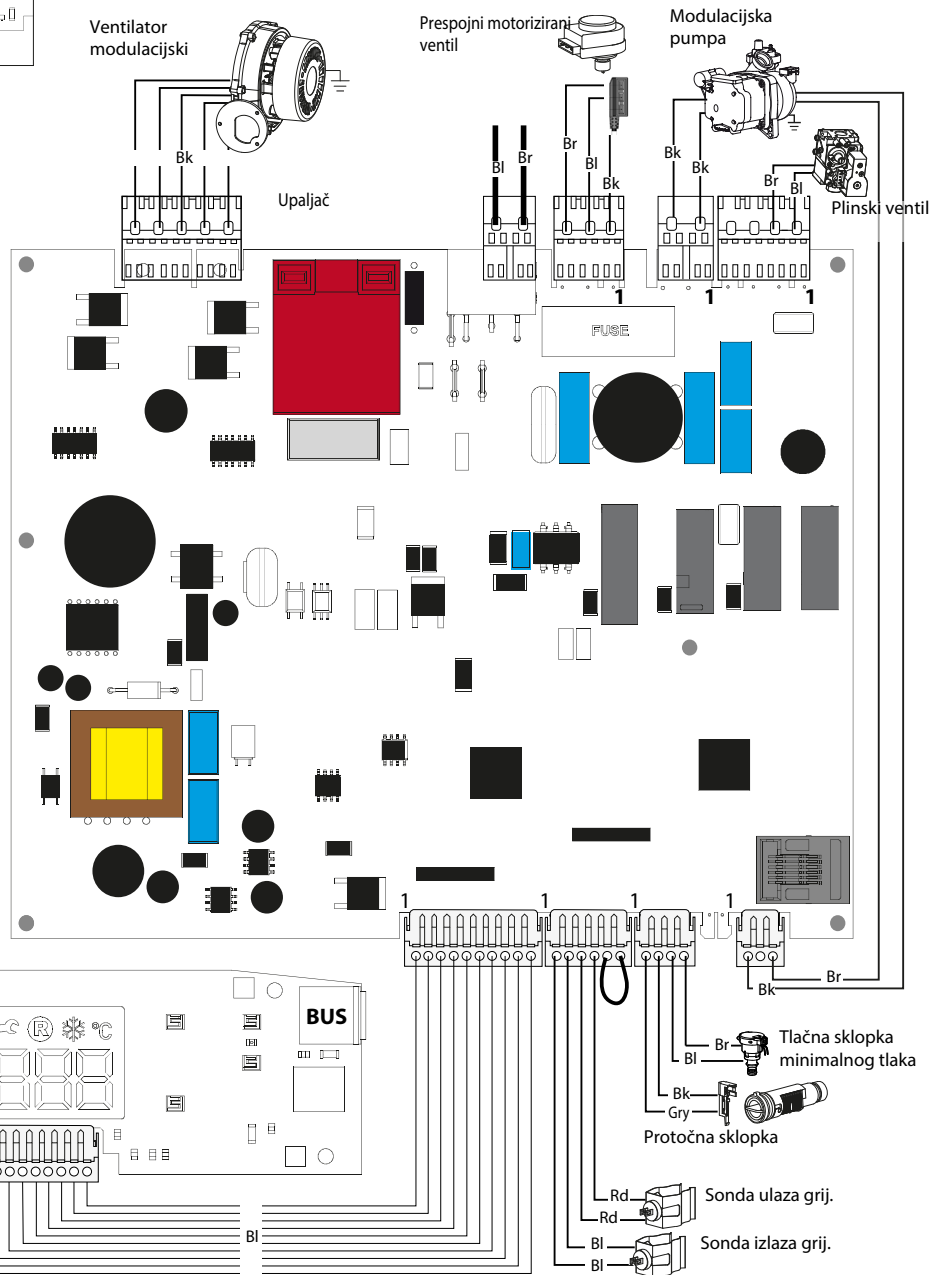 Ventilator
modulacijski
Prespojni motorizirani
ventil
Modulacijska
pumpa
Bk
Upaljač
Bl
Br
Br
Bl
Bk
Bk
Bk
Br
Bl
Plinski ventil
1
1
1
FUSE
1
1
1
1
Br
Bk
BUS
R
°C
Br
Bl
Tlačna sklopka
minimalnog tlaka
Bk
Gry
Protočna sklopka
Rd
Rd
Sonda ulaza grij.
Bl
Bl
Bl
Sonda izlaza grij.